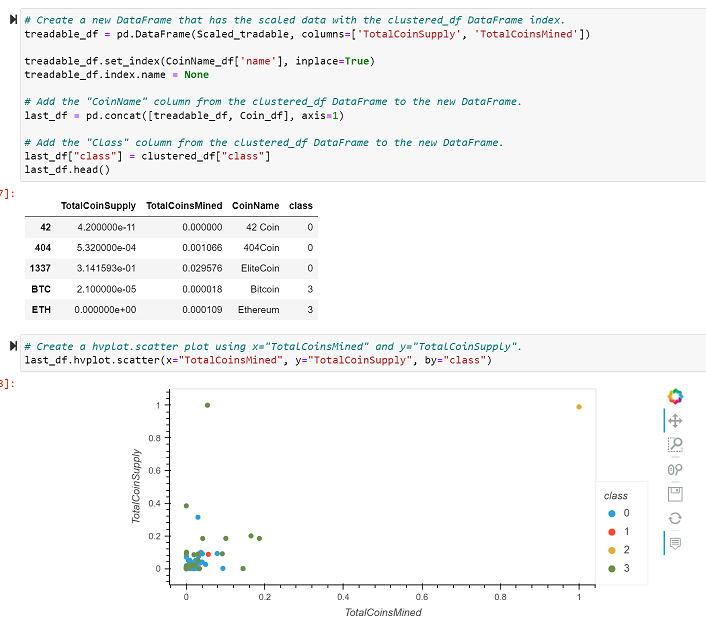 # Create a new DataFrame that has the scaled data with the clustered_df DataFrame index.
treadable_df = pd.DataFrame(Scaled_tradable, columns=['TotalCoinSupply', 'TotalCoinsMined'])
treadable_df.set_index(CoinName_df['name'], inplace=True)
treadable_df.index.name = None
# Add the "CoinName" column from the clustered_df DataFrame to the new DataFrame.
last_df = pd.concat([treadable_df, Coin_df], axis=1)
# Add the "Class" column from the clustered_df DataFrame to the new DataFrame.
last_df["class"] = clustered_df["class"]
last_df.head()
7]:
TotalCoinSupply TotalCoinsMined CoinName class
42 4.200000e-11 0.000000 42 Coin 0
404 5.320000e-04 0.001066 404Coin 0
1337 3.141593e-01 0.029576 EliteCoin 0
BTC 2.100000e-05 0.000018 Bitcoin 3
ETH 0.000000e+00 0.000109 Ethereum 3
# Create a hvplot.scatter plot using x="TotalCoinsMined" and y="TotalCoinSupply".
last_df.hvplot.scatter(x="TotalCoinsMined", y="TotalCoinSupply", by="class")
3]:
TotalCoinSupply
1
0.8
0.6
0.4
0.2
0
0 0.2 0.4 0.6 0.8 1
TotalCoinsMined
class
0
1
2
3